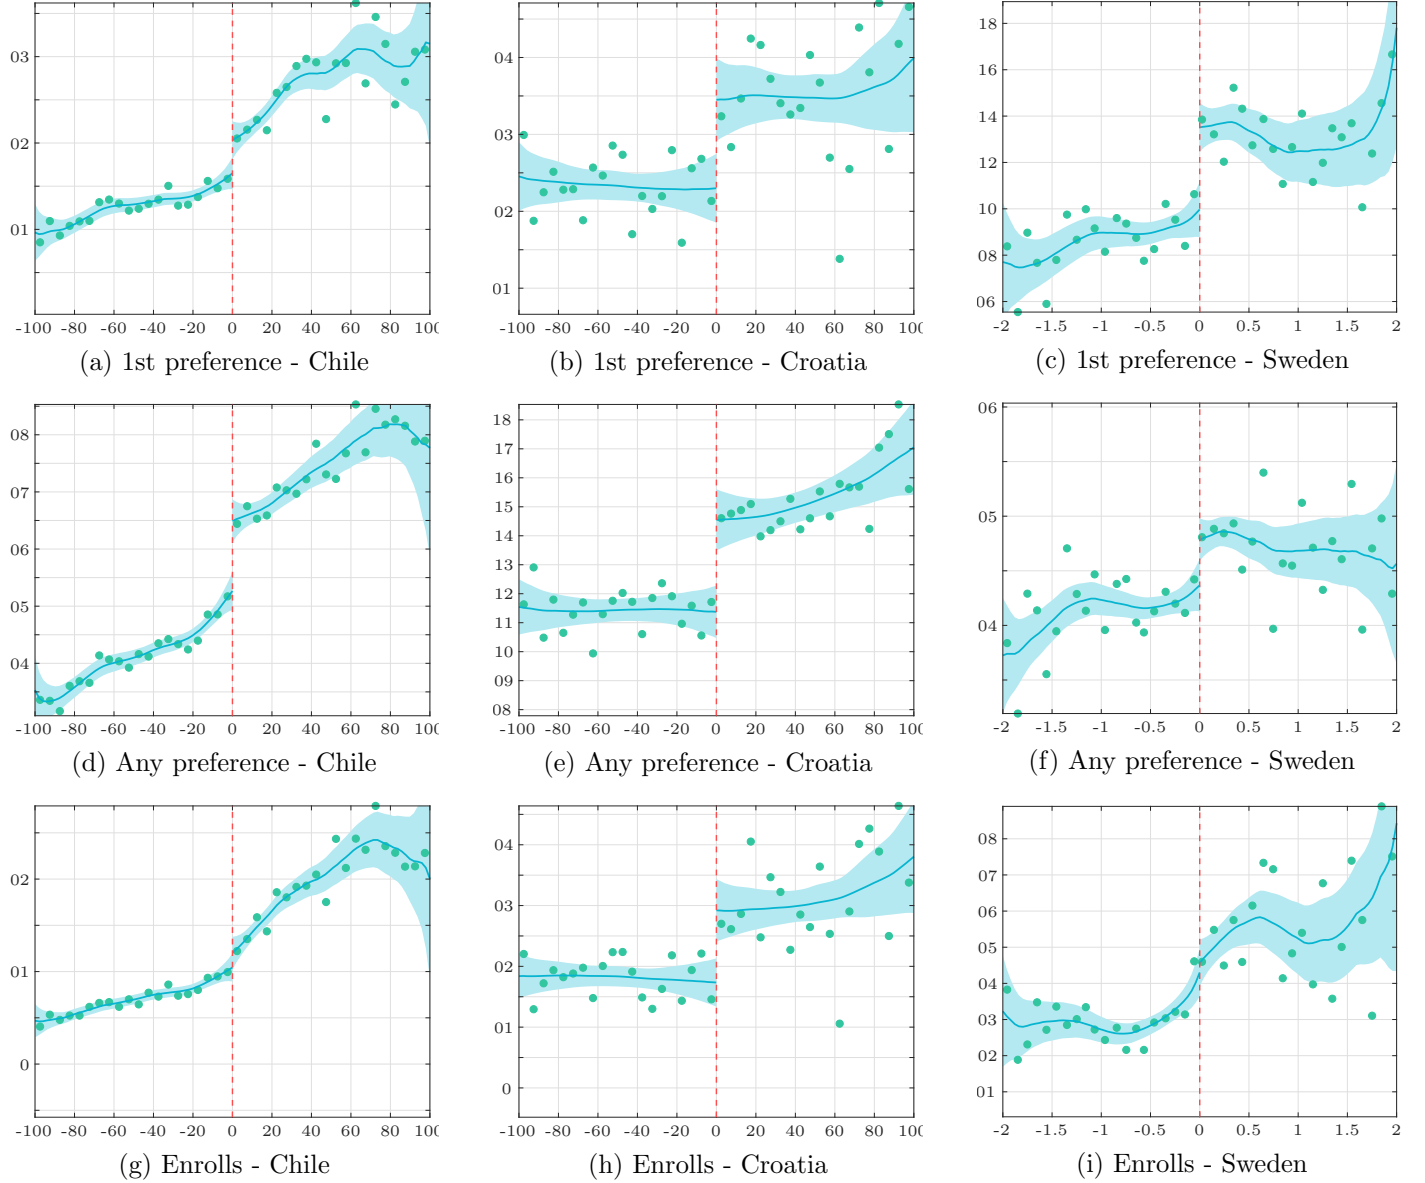 03
02
01
-100 -80 -60 -40 -20 0 20 40 60 80 100
(a) 1st preference - Chile
04
03
02
01
-100 -80 -60 -40 -20 0 20 40 60 80 100
(b) 1st preference - Croatia
18
16
14
12
10
08
06
-2 -1.5 -1 -0.5 0 0.5 1 1.5 2
(c) 1st preference - Sweden
08
07
06
05
04
-100 -80 -60 -40 -20 0 20 40 60 80 100
(d) Any preference - Chile
18
17
16
15
14
13
12
11
10
09
08
-100 -80 -60 -40 -20 0 20 40 60 80 100
(e) Any preference - Croatia
06
05
04
-2 -1.5 -1 -0.5 0 0.5 1 1.5 2
(f) Any preference - Sweden
02
01
0
-100 -80 -60 -40 -20 0 20 40 60 80 100
(g) Enrolls - Chile
04
03
02
01
0
-100 -80 -60 -40 -20 0 20 40 60 80 100
(h) Enrolls - Croatia
08
07
06
05
04
03
02
01
-2 -1.5 -1 -0.5 0 0.5 1 1.5 2
(i) Enrolls - Sweden